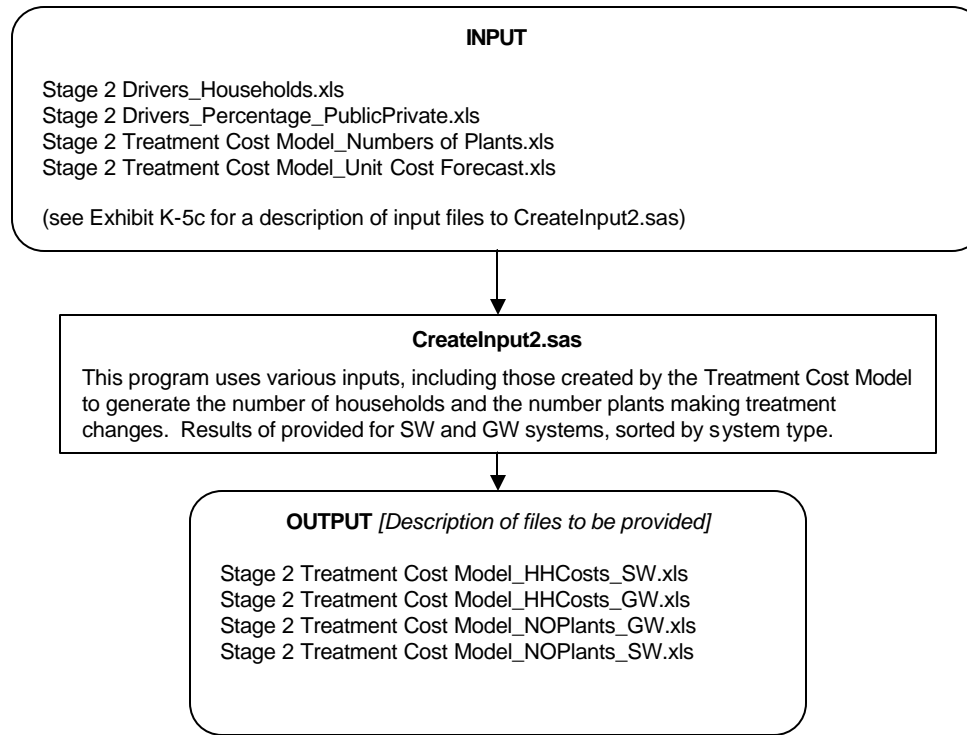 INPUT
Stage 2 Drivers_Households.xls
Stage 2 Drivers_Percentage_PublicPrivate.xls
Stage 2 Treatment Cost Model_Numbers of Plants.xls
Stage 2 Treatment Cost Model_Unit Cost Forecast.xls
(see Exhibit K-5c for a description of input files to CreateInput2.sas)
CreateInput2.sas
This program uses various inputs, including those created by the Treatment Cost Model
to generate the number of households and the number plants making treatment
changes.  Results of provided for SW and GW systems, sorted by system type.
OUTPUT [Description of files to be provided]
Stage 2 Treatment Cost Model_HHCosts_SW.xls
Stage 2 Treatment Cost Model_HHCosts_GW.xls
Stage 2 Treatment Cost Model_NOPlants_GW.xls
Stage 2 Treatment Cost Model_NOPlants_SW.xls